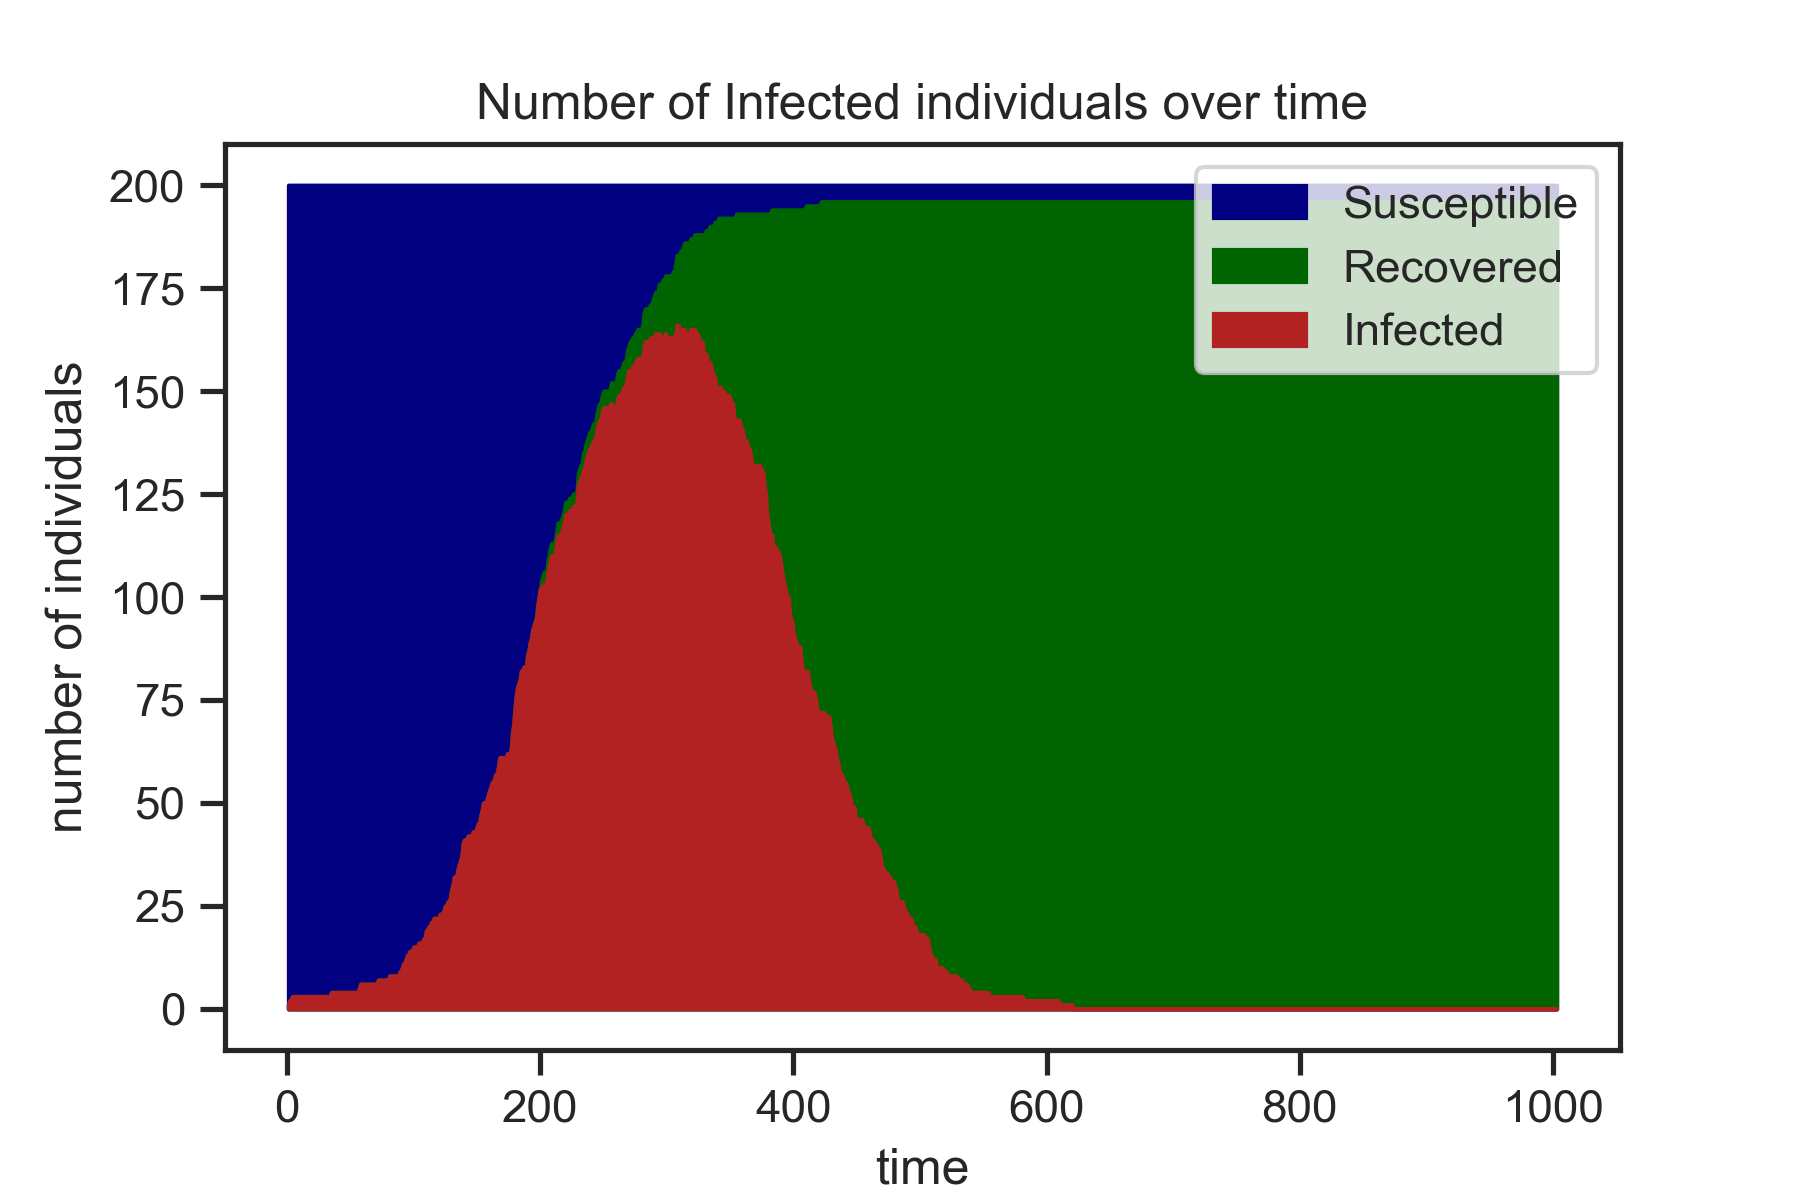 Number of Infected individuals over time
Susceptible
Recovered
Infected
number of individuals
200
175
150
125
100
75
50
25
0
0 200 400 600 800 1000
time